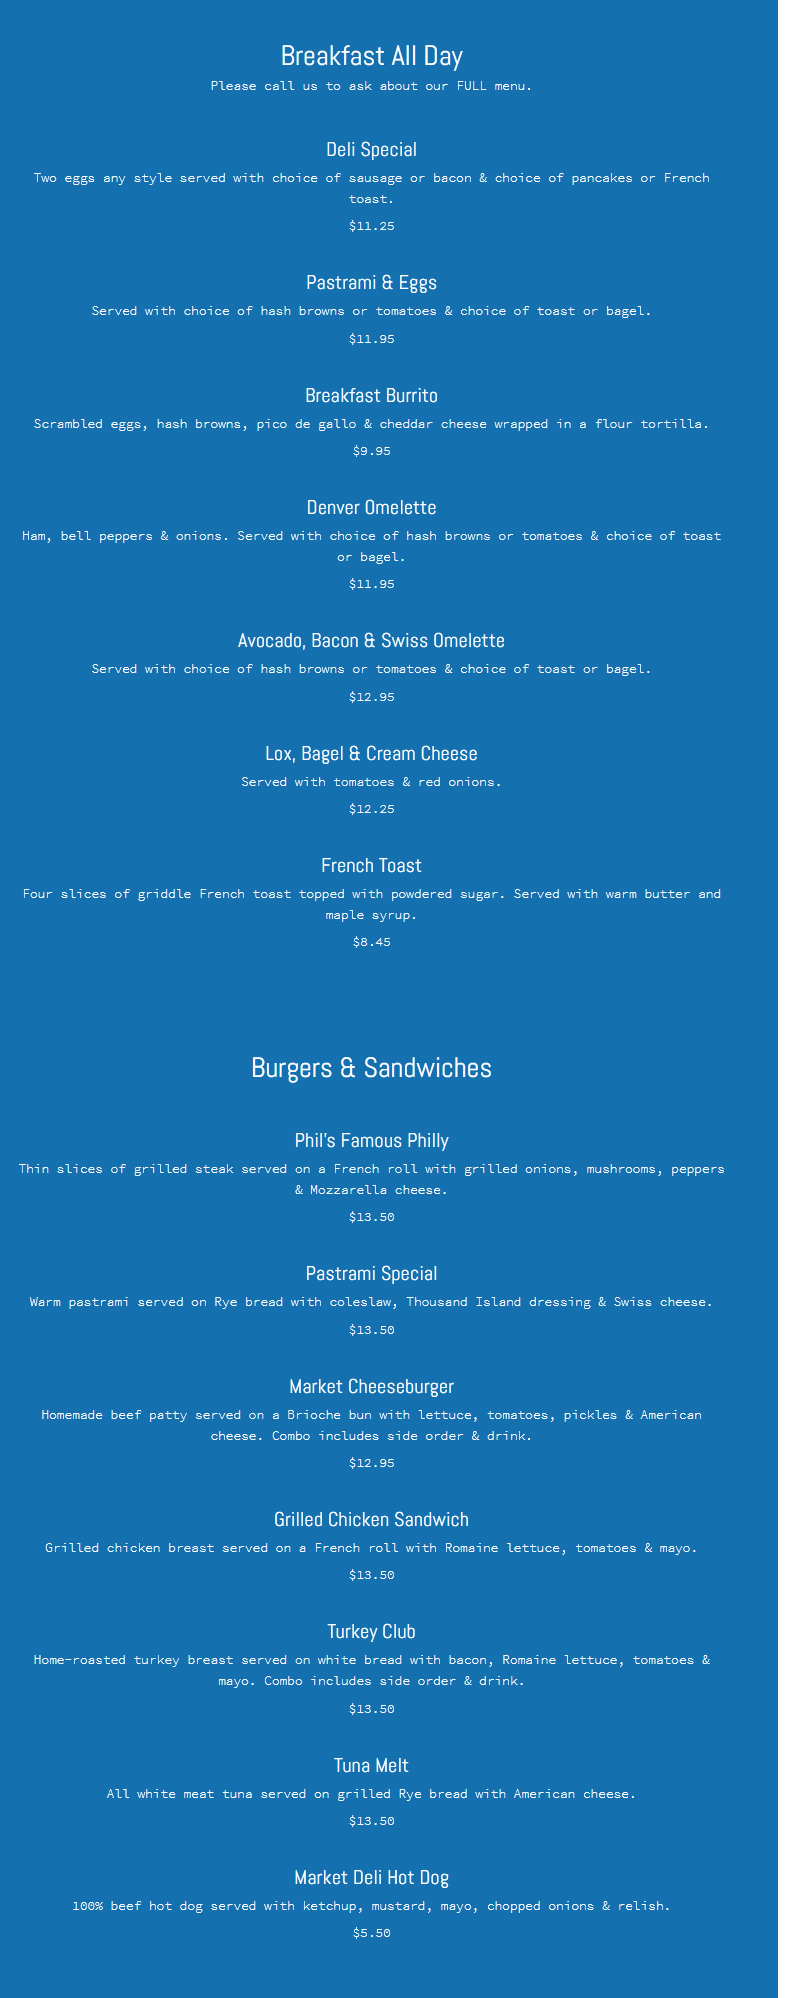 Breakfast All Day
Please call us to ask about our FULL menu.
Deli Special
Two eggs any style served with choice of sausage or bacon & choice of pancakes or French
toast.
$11.25
Pastrami & Eggs
Served with choice of hash browns or tomatoes & choice of toast or bagel.
$11.95
Breakfast Burrito
Scrambled eggs, hash browns, pico de gallo & cheddar cheese wrapped in a flour tortilla.
$9.95
Denver Omelette
Ham, bell peppers & onions. Served with choice of hash browns or tomatoes & choice of toast
or bagel.
$11.95
Avocado, Bacon & Swiss Omelette
Served with choice of hash browns or tomatoes & choice of toast or bagel.
$12.95
Lox, Bagel & Cream Cheese
Served with tomatoes & red onions.
$12.25
French Toast
Four slices of griddle French toast topped with powdered sugar. Served with warm butter and
maple syrup.
$8.45
Burgers & Sandwiches
Phil's Famous Philly
Thin slices of grilled steak served on a French roll with grilled onions, mushrooms, peppers
& Mozzarella cheese.
$13.50
Pastrami Special
Warm pastrami served on Rye bread with coleslaw, Thousand Island dressing & Swiss cheese.
$13.50
Market Cheeseburger
Homemade beef patty served on a Brioche bun with lettuce, tomatoes, pickles & American
cheese. Combo includes side order & drink.
$12.95
Grilled Chicken Sandwich
Grilled chicken breast served on a French roll with Romaine lettuce, tomatoes & mayo.
$13.50
Turkey Club
Home-roasted turkey breast served on white bread with bacon, Romaine lettuce, tomatoes &
mayo. Combo includes side order & drink.
$13.50
Tuna Melt
All white meat tuna served on grilled Rye bread with American cheese.
$13.50
Market Deli Hot Dog
100% beef hot dog served with ketchup, mustard, mayo, chopped onions & relish.
$5.50